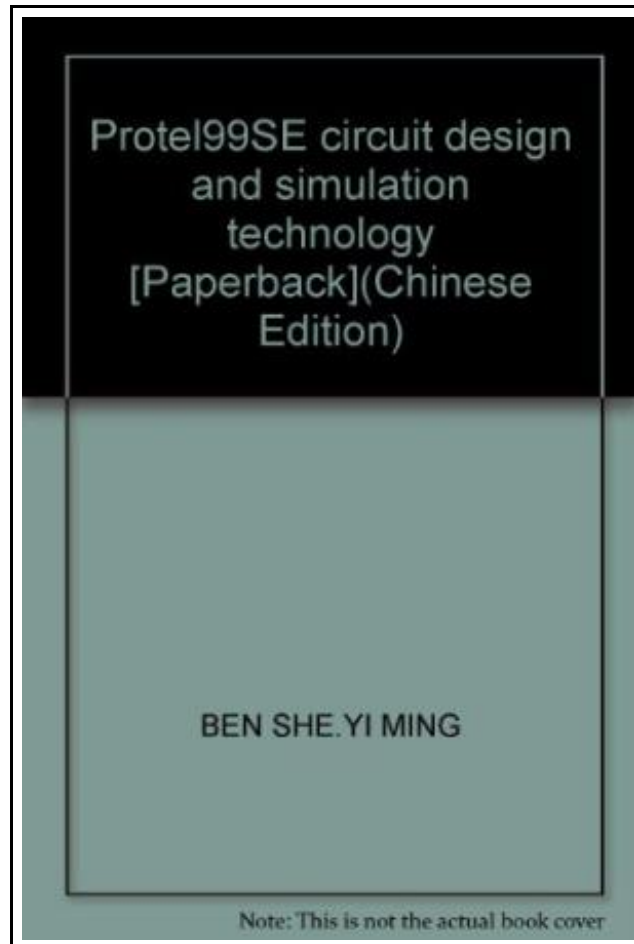 Protel99SE circuit design
and simulation
technology
[Paperback](Chinese
Edition)
BEN SHE.YI MING
Note: This is not the actual book cover